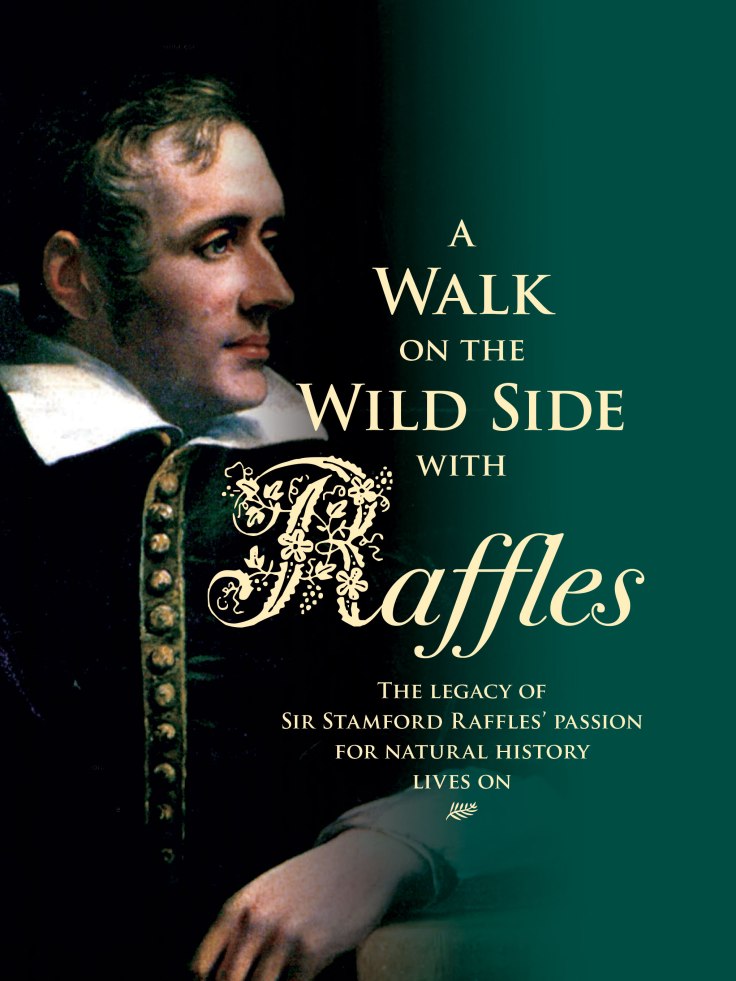 A
WALK
ON THE
WILD SIDE
WITH
Raffles
THE LEGACY OF
SIR STAMFORD RAFFLES’ PASSION
FOR NATURAL HISTORY
LIVES ON